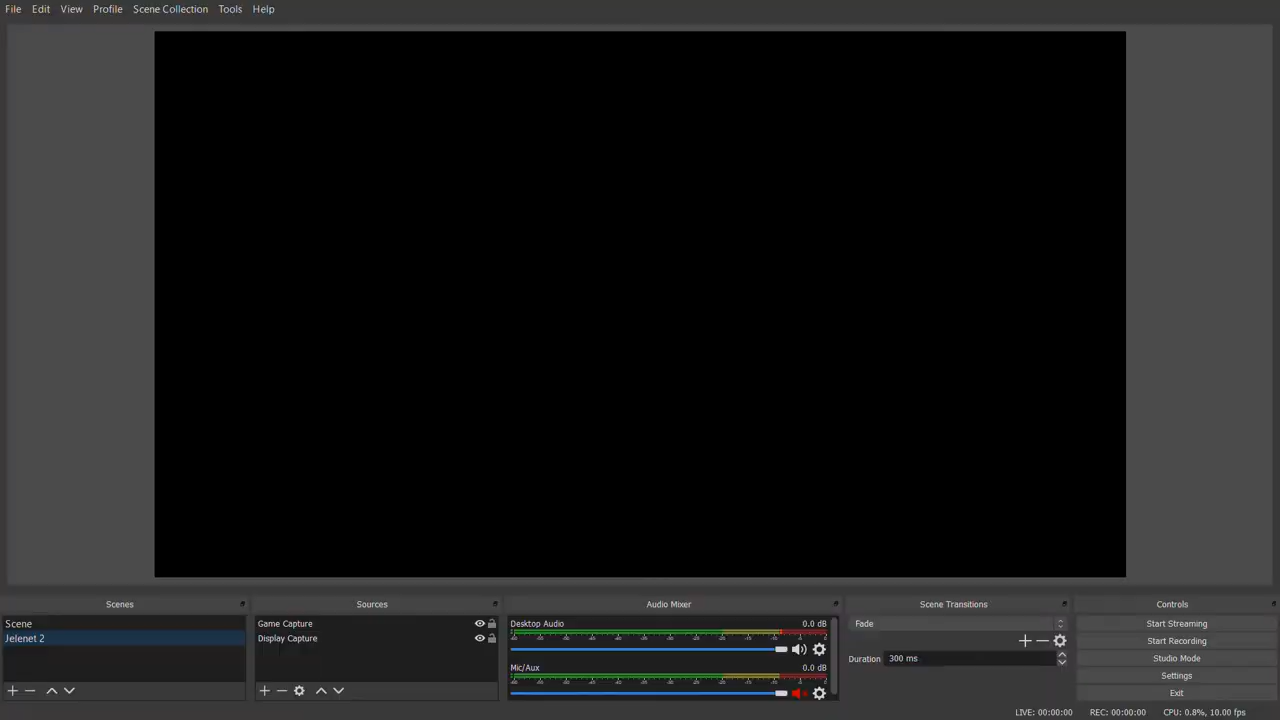 File Edit View Profile Scene Collection Tools Help
Scenes
Scene
Jelenet 2
Sources
Game Capture
Display Capture
Audio Mixer
Desktop Audio 0.0 dB
Mic/Aux 0.0 dB
Scene Transitions
Fade
Duration 300 ms
Controls
Start Streaming
Start Recording
Studio Mode
Settings
Exit
LIVE: 00:00:00 REC: 00:00:00 CPU: 0.8%, 10.00 fps